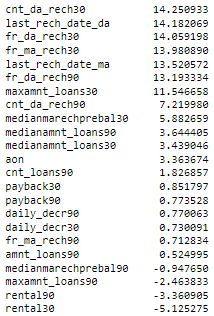 cnt_da_rech30 14.250933
last_rech_date_da 14.182069
fr_da_rech30 14.059198
fr_ma_rech30 13.980890
last_rech_date_ma 13.520572
fr_da_rech90 13.193334
maxamnt_loans30 11.546658
cnt_da_rech90 7.219980
medianmarechprebal30 5.882659
medianamnt_loans90 3.644405
medianamnt_loans30 3.439046
aon 3.363674
cnt_loans90 1.826857
payback30 0.851797
payback90 0.773528
daily_decr90 0.770063
daily_decr30 0.730091
fr_ma_rech90 0.712834
amnt_loans90 0.524995
medianmarechprebal90 -0.947650
maxamnt_loans90 -2.463833
rental90 -3.360905
rental30 -5.125275